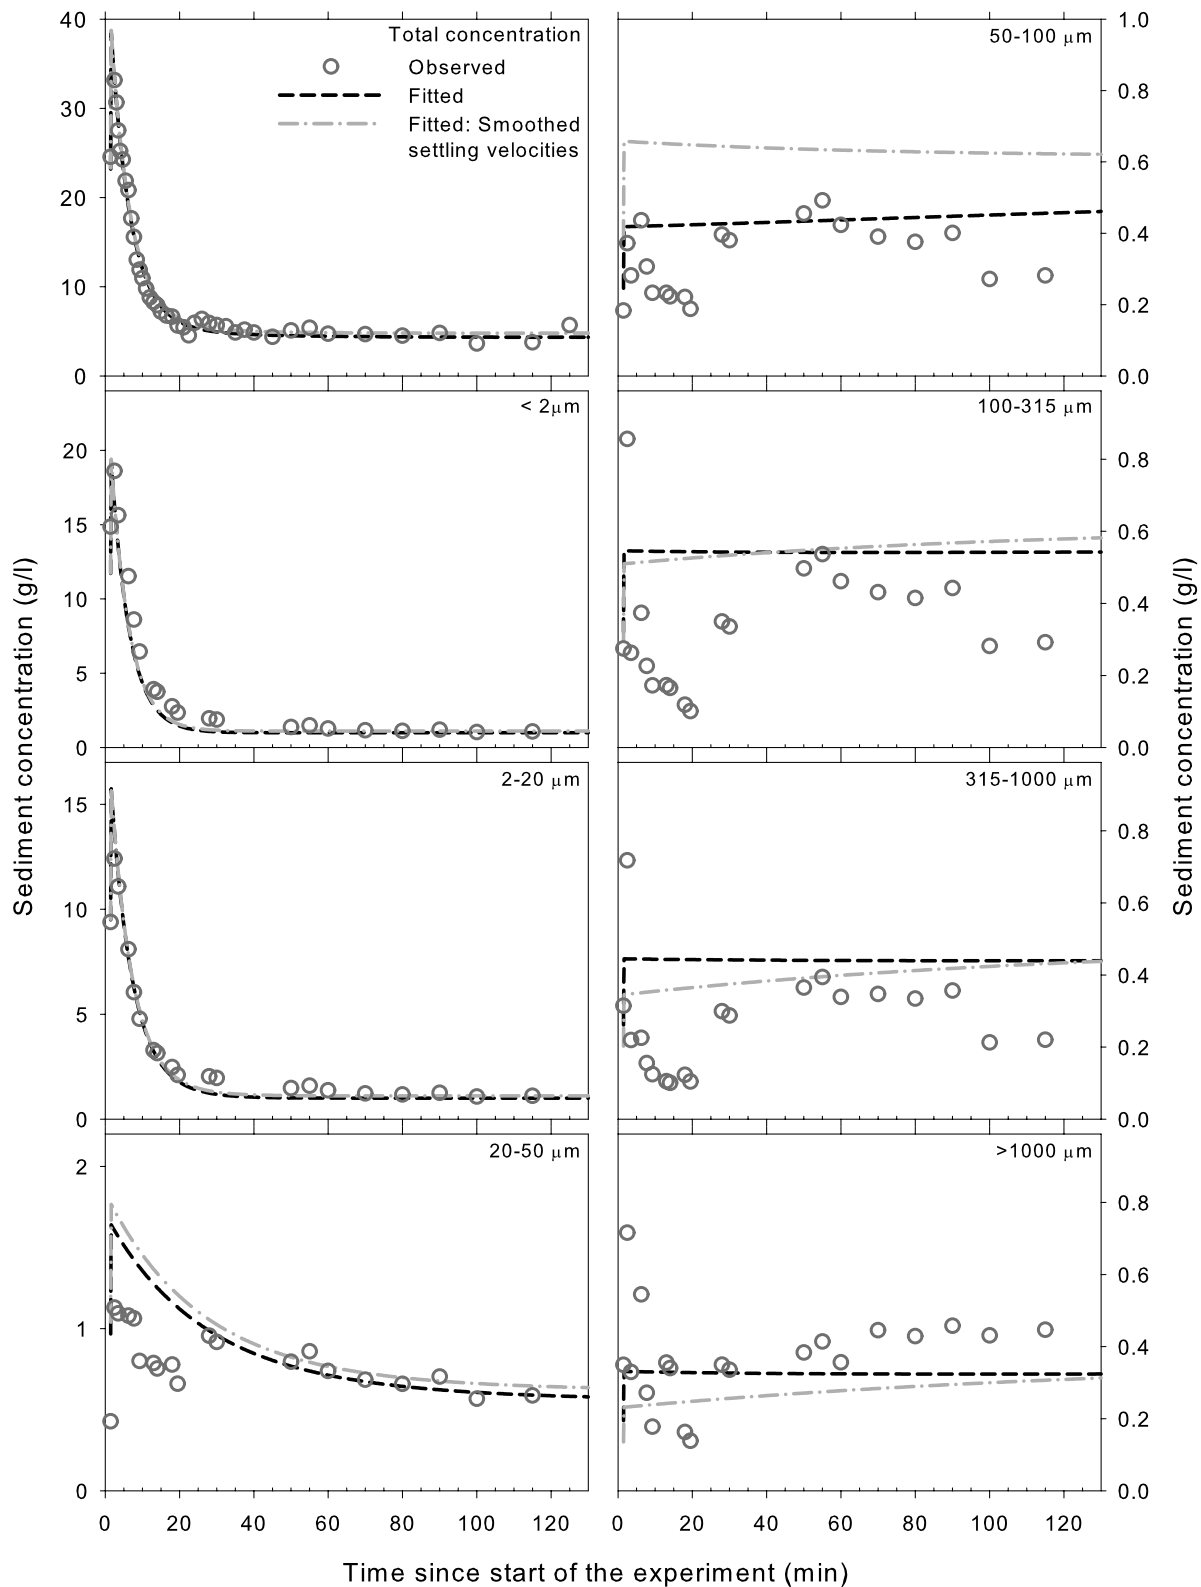 Total concentration
Observed
Fitted
Fitted: Smoothed
settling velocities
40
30
20
10
0
50-100 μm
1.0
0.8
0.6
0.4
0.2
0.0
< 2μm
20
15
10
5
0
100-315 μm
0.8
0.6
0.4
0.2
0.0
2-20 μm
15
10
5
0
315-1000 μm
0.8
0.6
0.4
0.2
0.0
20-50 μm
2
1
0
>1000 μm
0.8
0.6
0.4
0.2
0.0
0 20 40 60 80 100 120
0 20 40 60 80 100 120
Sediment concentration (g/l)
Sediment concentration (g/l)
Time since start of the experiment (min)